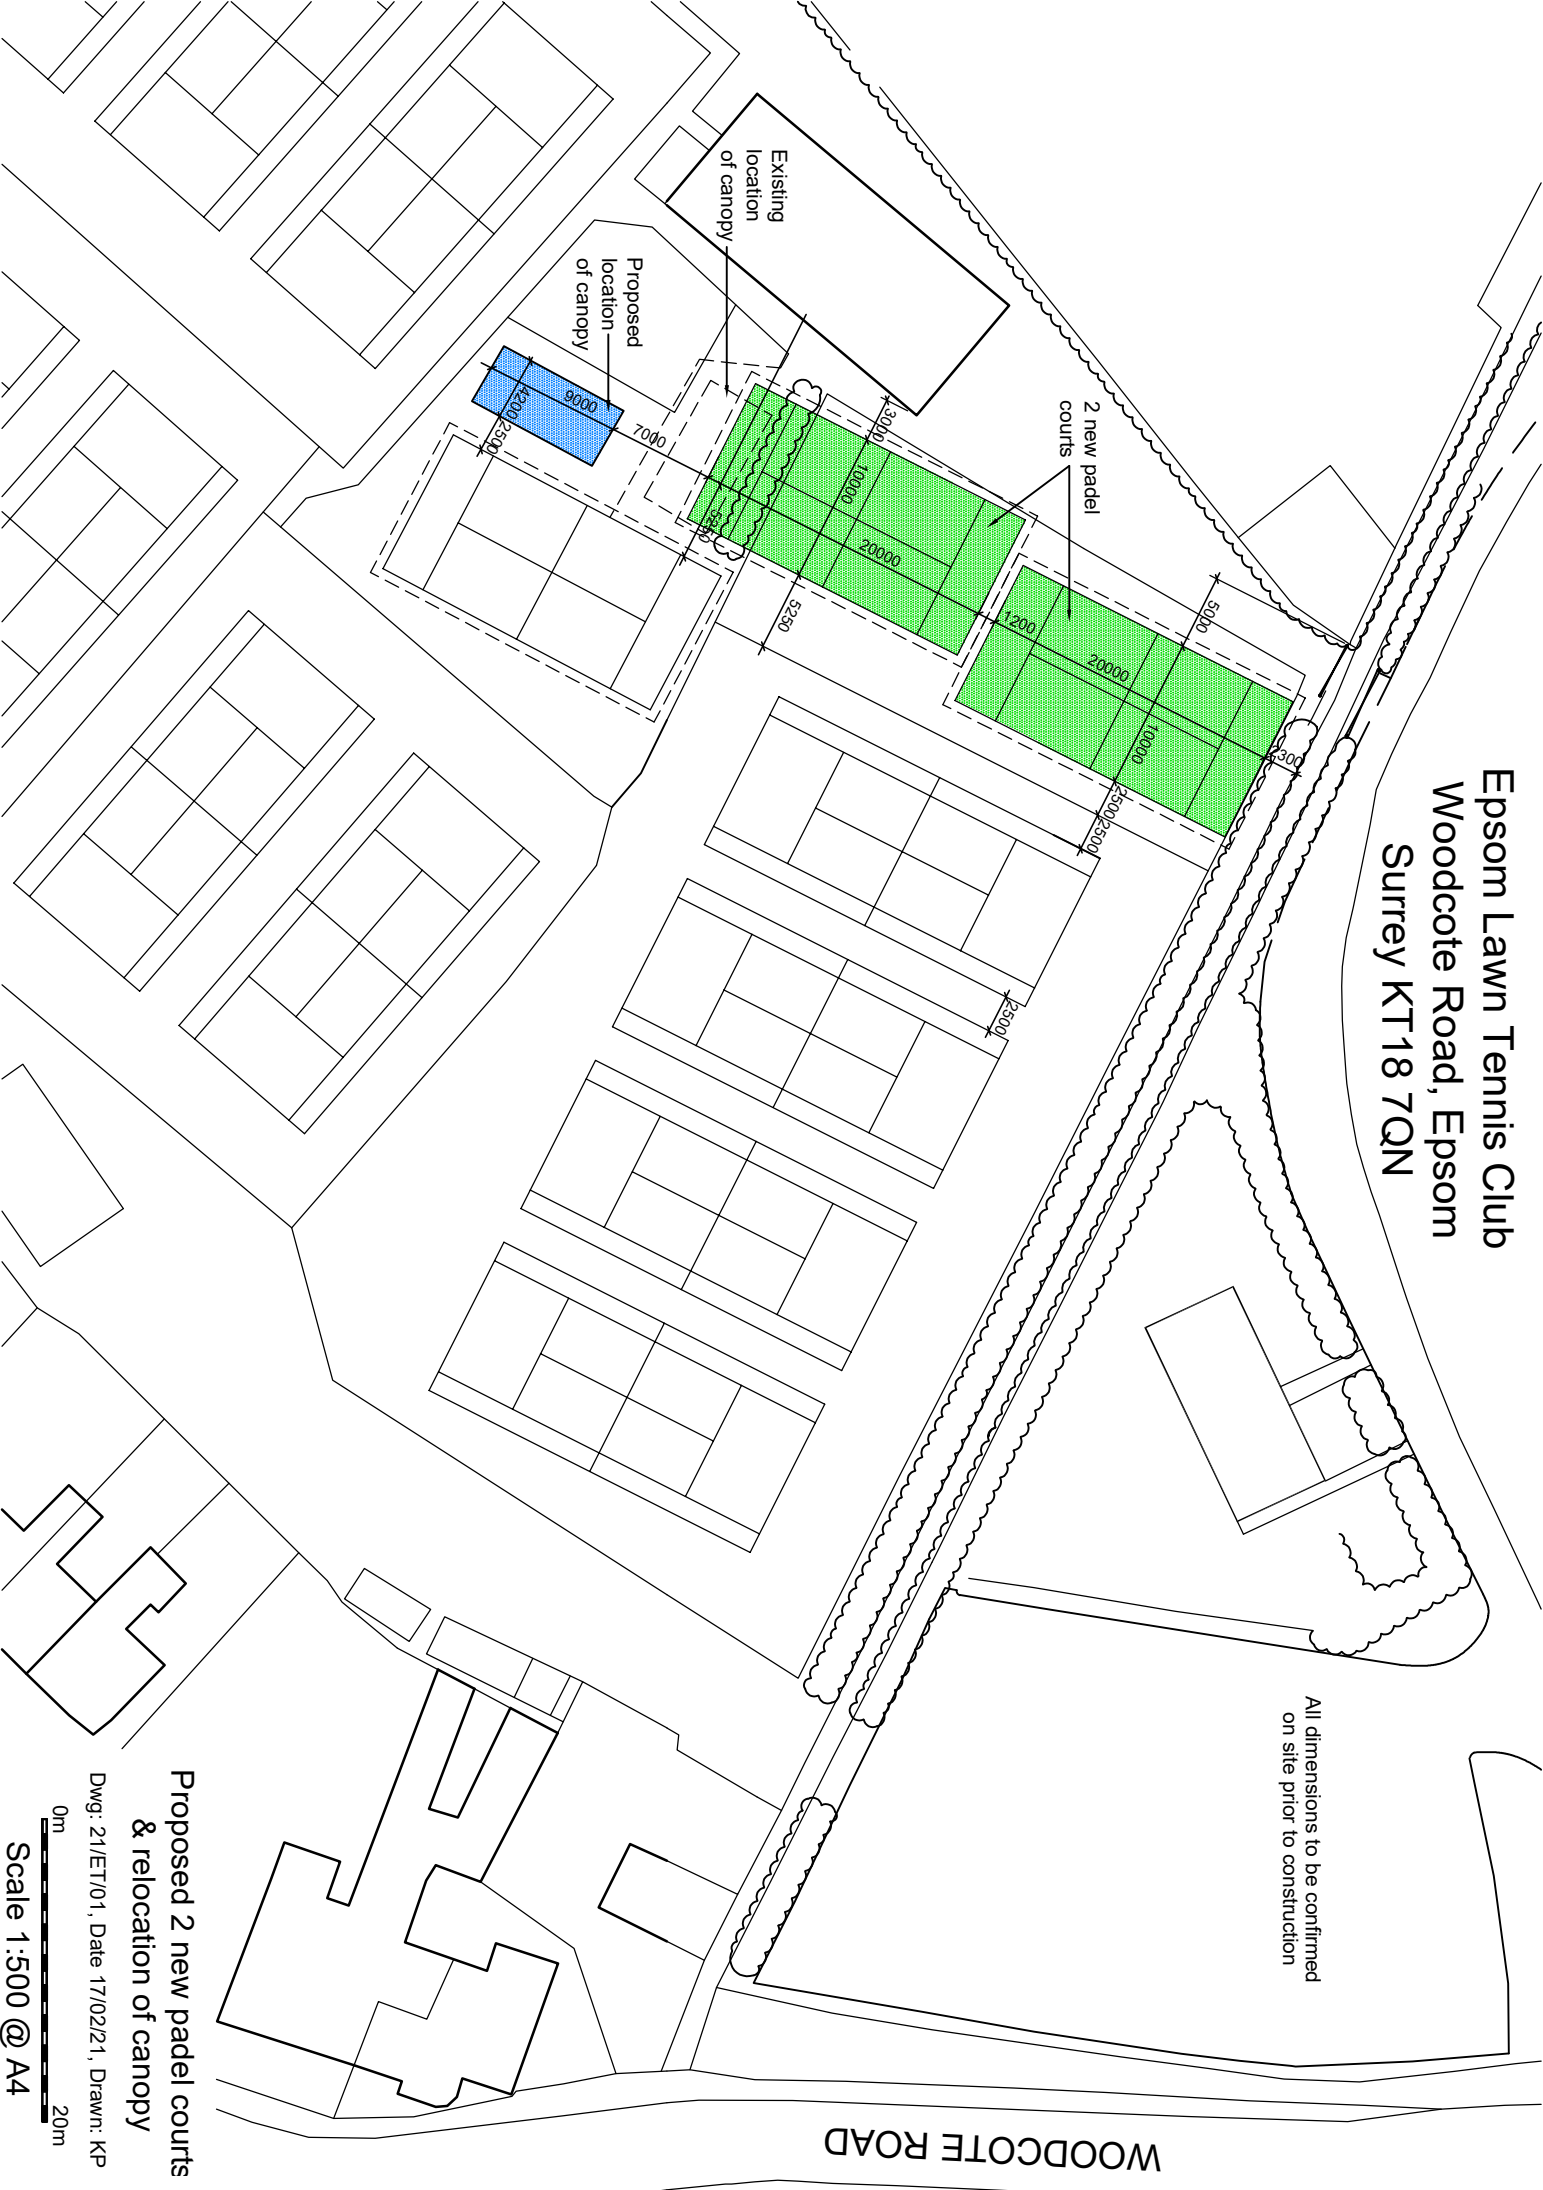 Epsom Lawn Tennis Club
Woodcote Road, Epsom
Surrey KT18 7QN
All dimensions to be confirmed
on site prior to construction
2 new padel
courts
Existing
location
of canopy
Proposed
location
of canopy
5000
3000
10000
20000
5250
5250
1200
20000
10000
2300
2500
2500
2500
7000
9000
4200
2500
WOODCOTE ROAD
Proposed 2 new padel courts
& relocation of canopy
Dwg: 21/ET/01, Date 17/02/21, Drawn: KP
0m
20m
Scale 1:500 @ A4